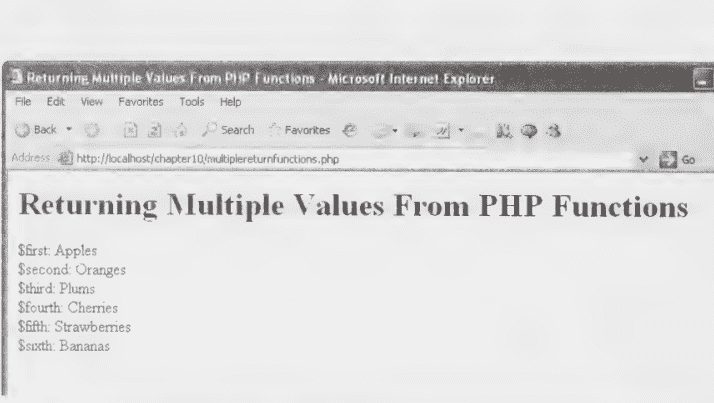 Returning Multiple Values From PHP Functions - Microsoft Internet Explorer
File Edit View Favorites Tools Help
Back Search Favorites
Address http://localhost/chapter10/multiplereturnfunctions.php Go
Returning Multiple Values From PHP Functions
$first: Apples
$second: Oranges
$third: Plums
$fourth: Cherries
$fifth: Strawberries
$sixth: Bananas